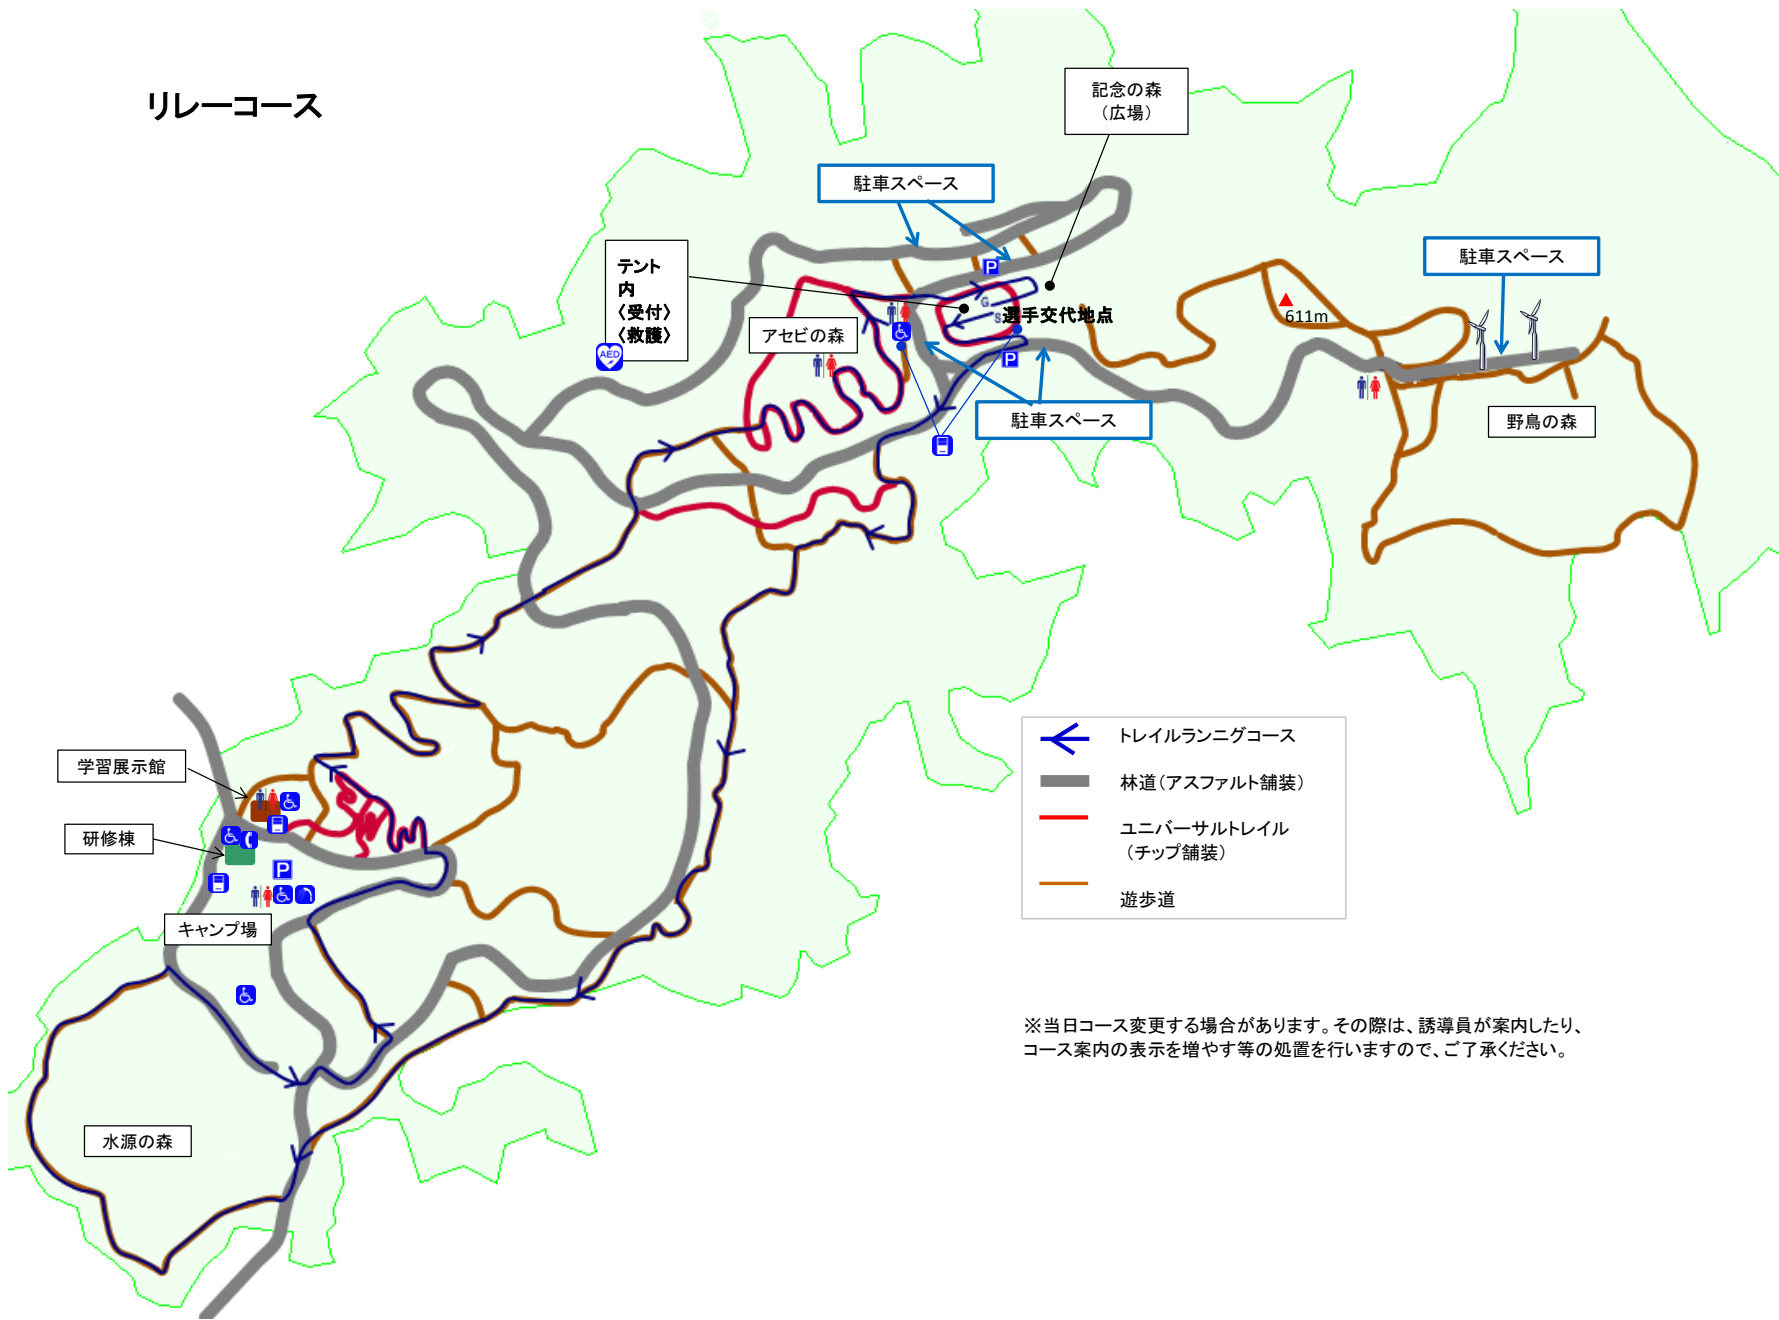 リレーコース
記念の森
（広場）
駐車スペース
駐車スペース
テント
内
〈受付〉
〈救護〉
AED
P
G
S
選手交代地点
611m
アセビの森
P
駐車スペース
野鳥の森
トレイルランニグコース
学習展示館
林道（アスファルト舗装）
ユニバーサルトレイル
（チップ舗装）
研修棟
P
遊歩道
キャンプ場
※当日コース変更する場合があります。その際は、誘導員が案内したり、
コース案内の表示を増やす等の処置を行いますので、ご了承ください。
水源の森